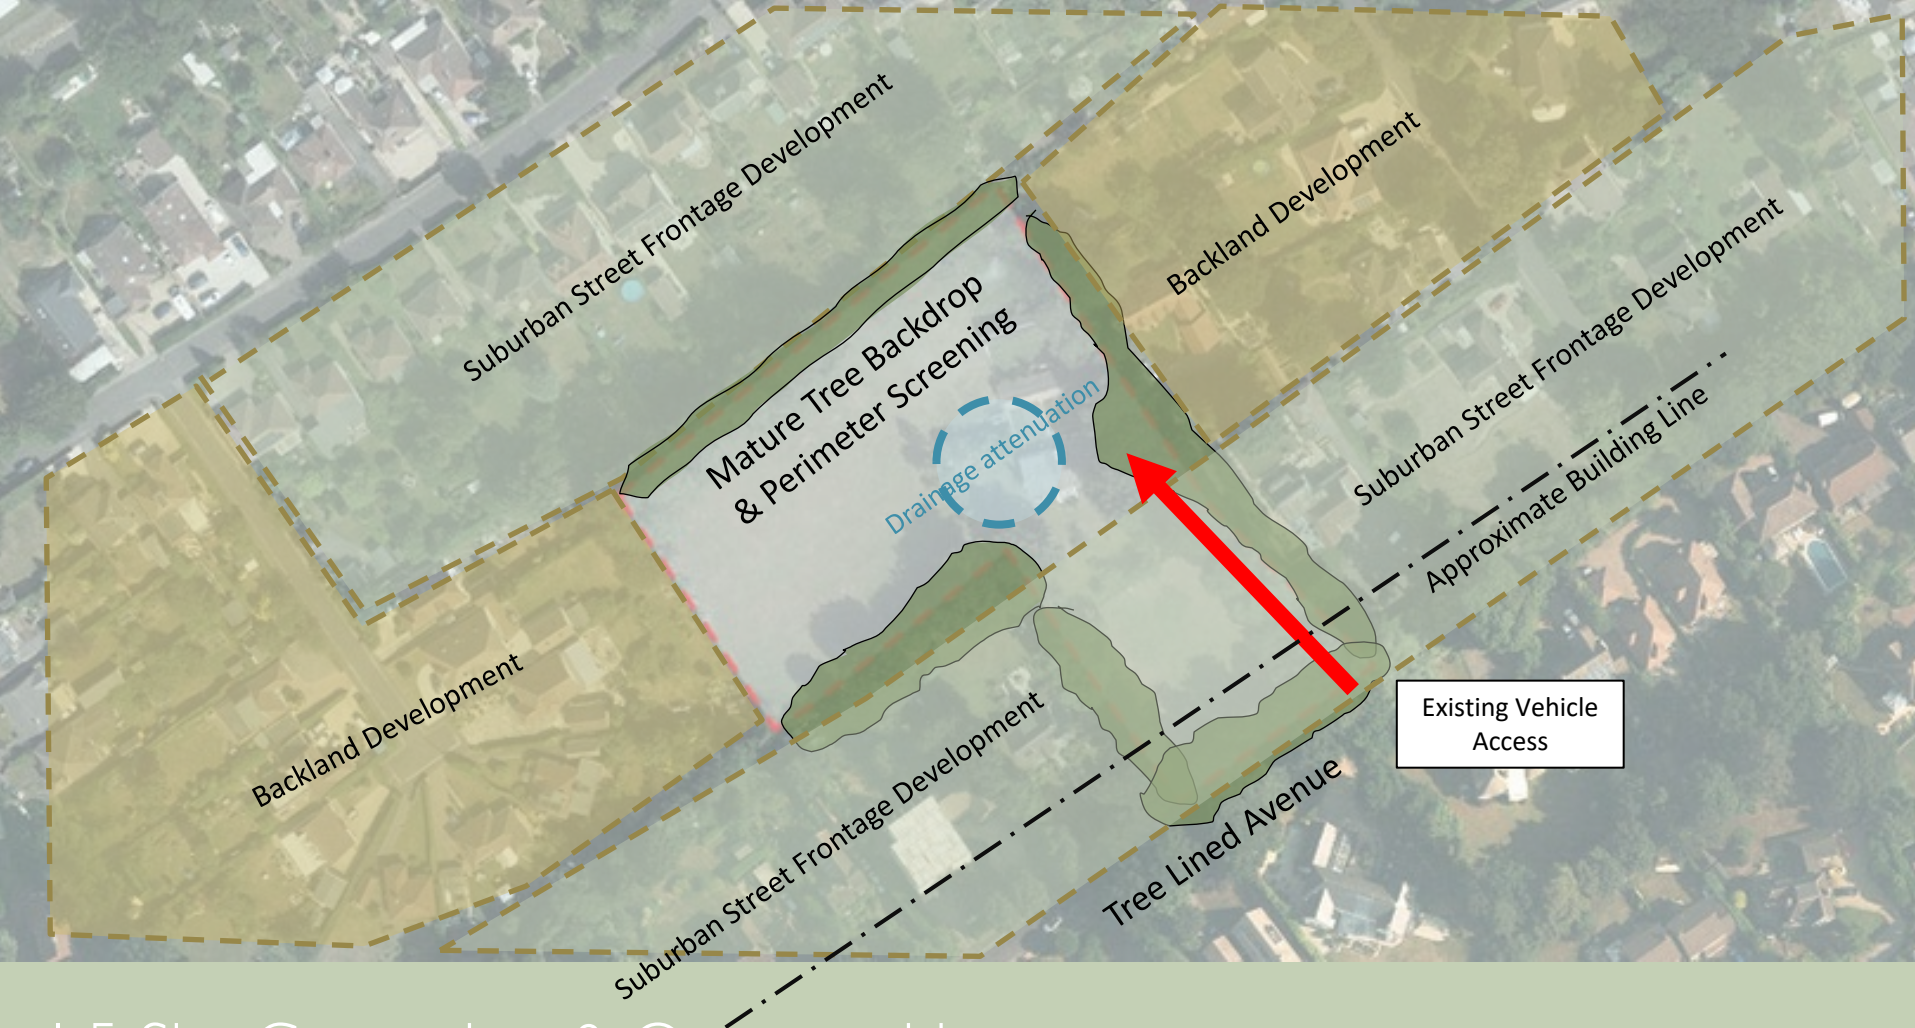 Suburban Street Frontage Development
Backland Development
Mature Tree Backdrop
& Perimeter Screening
Drainage attenuation
Suburban Street Frontage Development
Approximate Building Line
Backland Development
Suburban Street Frontage Development
Existing Vehicle
Access
Tree Lined Avenue